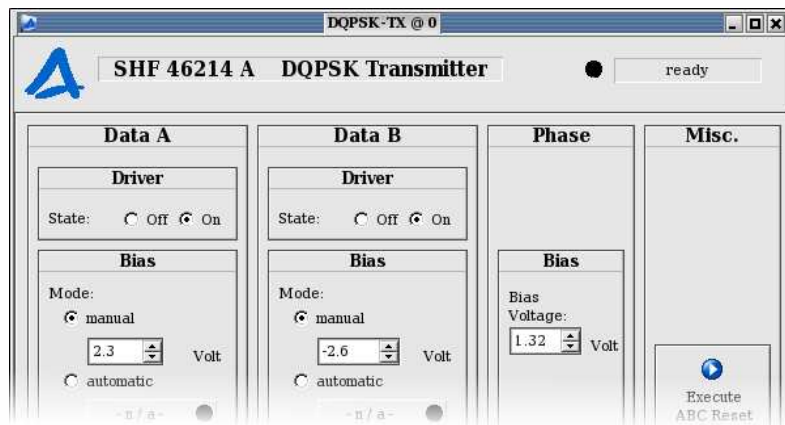 DQPSK-TX @ 0
SHF 46214 A DQPSK Transmitter
ready
Data A
Driver
State: Off On
Bias
Mode:
manual
2.3 Volt
automatic
- n / a -
Data B
Driver
State: Off On
Bias
Mode:
manual
-2.6 Volt
automatic
- n / a -
Phase
Bias
Bias
Voltage:
1.32 Volt
Misc.
Execute
ABC Reset